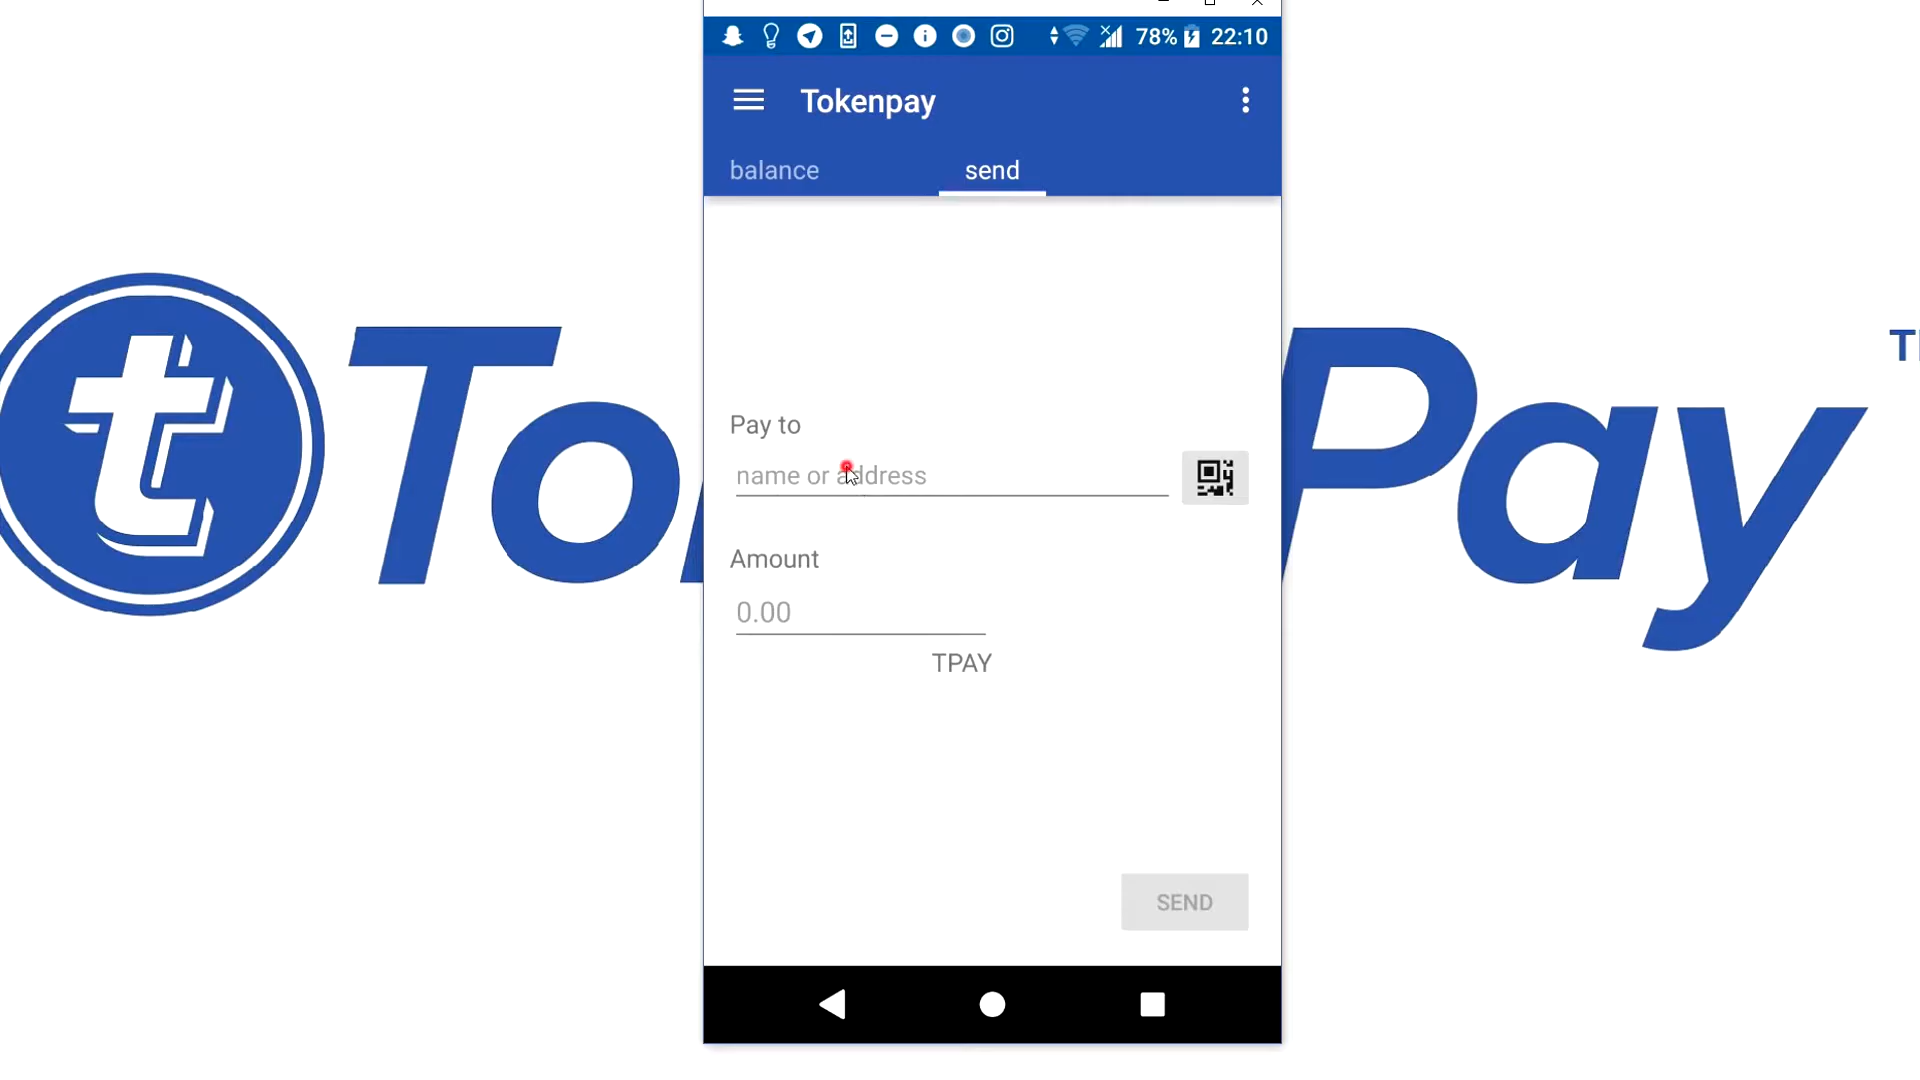 78% 22:10
Tokenpay
balance send
Pay to
name or address
Amount
0.00
TPAY
SEND
To
Pay